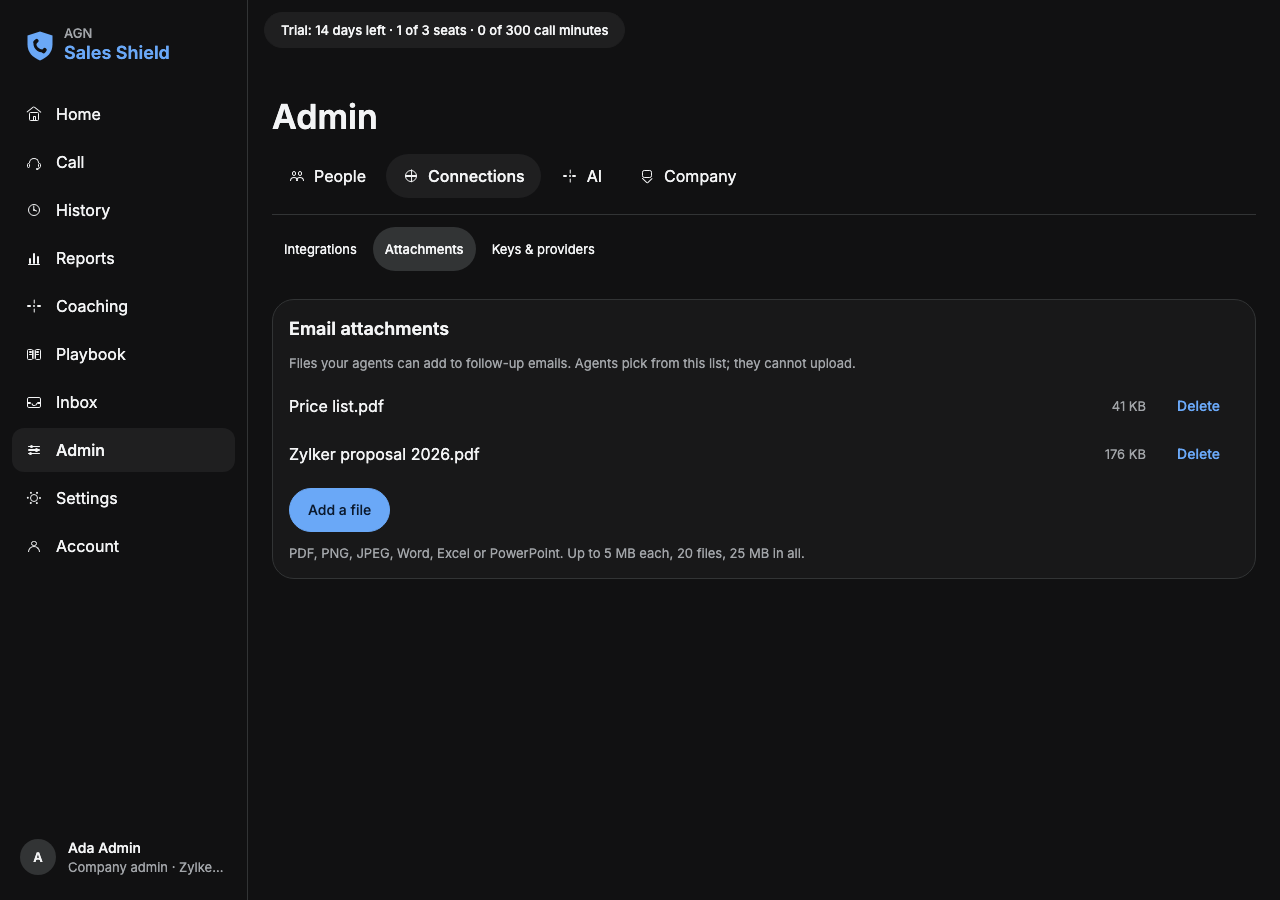 AGN
Sales Shield
Home
Call
History
Reports
Coaching
Playbook
Inbox
Admin
Settings
Account
A
Ada Admin
Company admin · Zylke...
Trial: 14 days left · 1 of 3 seats · 0 of 300 call minutes
Admin
People
Connections
AI
Company
Integrations
Attachments
Keys & providers
Email attachments
Files your agents can add to follow-up emails. Agents pick from this list; they cannot upload.
Price list.pdf 41 KB Delete
Zylker proposal 2026.pdf 176 KB Delete
Add a file
PDF, PNG, JPEG, Word, Excel or PowerPoint. Up to 5 MB each, 20 files, 25 MB in all.